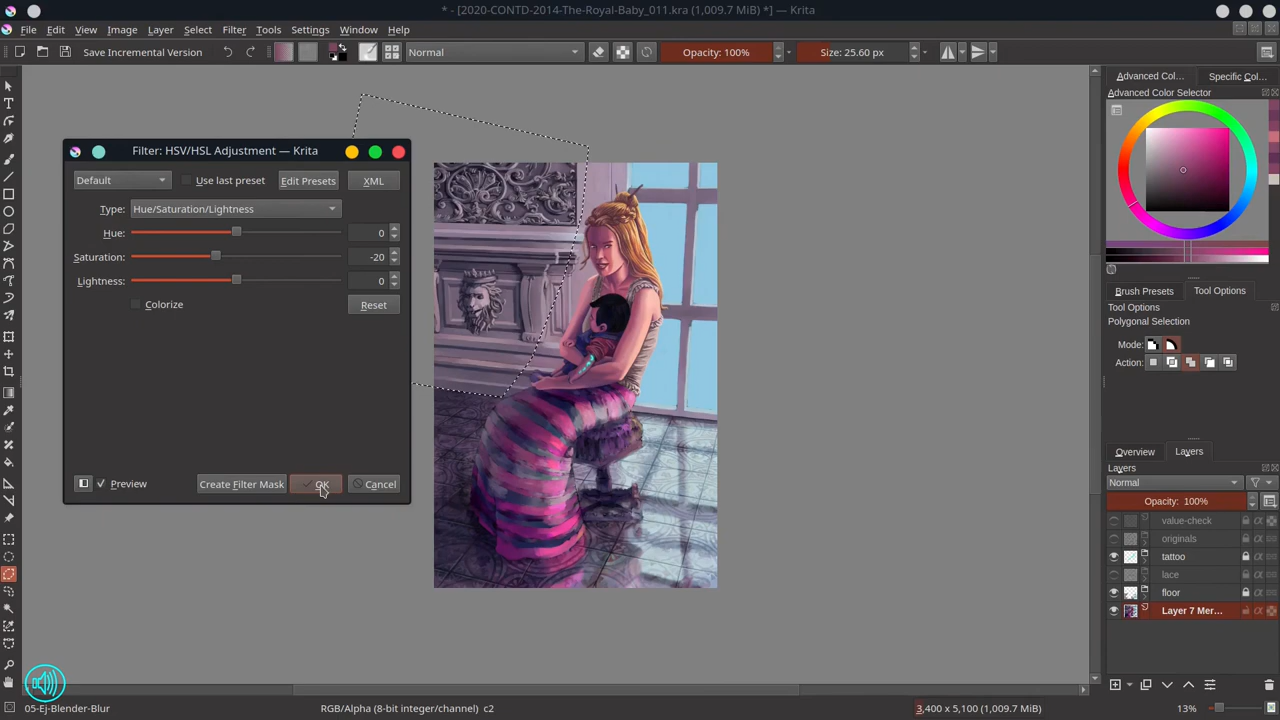 * - [2020-CONTD-2014-The-Royal-Baby_011.kra (1,009.7 MiB) *] — Krita
File Edit View Image Layer Select Filter Tools Settings Window Help
Save Incremental Version Normal Opacity: 100% Size: 25.60 px
Advanced Col... Specific Col...
Advanced Color Selector
Filter: HSV/HSL Adjustment — Krita
Default Use last preset Edit Presets XML
Type: Hue/Saturation/Lightness
Hue: 0
Saturation: -20
Lightness: 0
Colorize Reset
Preview Create Filter Mask OK Cancel
Brush Presets Tool Options
Tool Options
Polygonal Selection
Mode:
Action:
Overview Layers
Layers
Normal
Opacity: 100%
value-check
originals
tattoo
lace
floor
Layer 7 Mer...
05-Ej-Blender-Blur RGB/Alpha (8-bit integer/channel) c2 3,400 x 5,100 (1,009.7 MiB) 13%